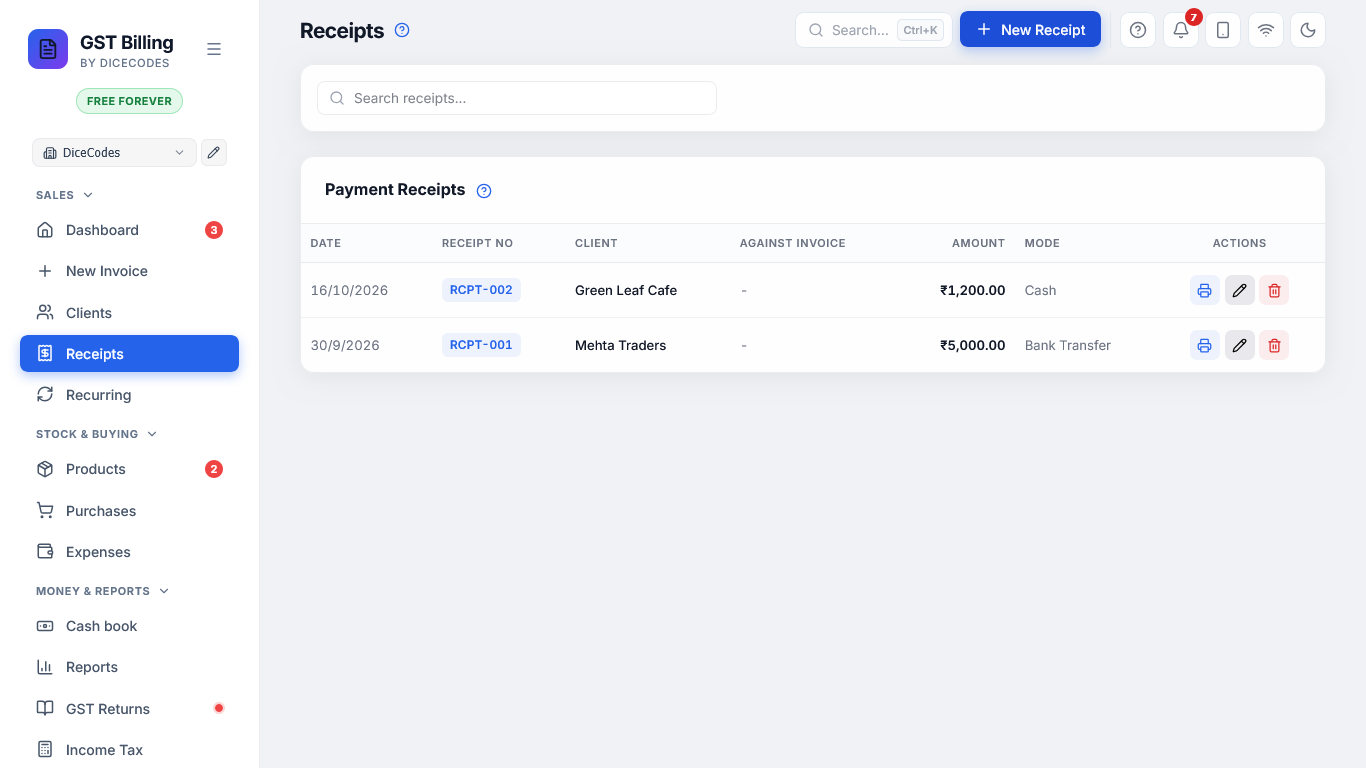 GST Billing
BY DICECODES
FREE FOREVER
DiceCodes
SALES
Dashboard 3
New Invoice
Clients
Receipts
Recurring
STOCK & BUYING
Products 2
Purchases
Expenses
MONEY & REPORTS
Cash book
Reports
GST Returns
Income Tax
Receipts
Search... Ctrl+K
New Receipt
7
Search receipts...
Payment Receipts
DATE RECEIPT NO CLIENT AGAINST INVOICE AMOUNT MODE ACTIONS
16/10/2026 RCPT-002 Green Leaf Cafe - ₹1,200.00 Cash
30/9/2026 RCPT-001 Mehta Traders - ₹5,000.00 Bank Transfer